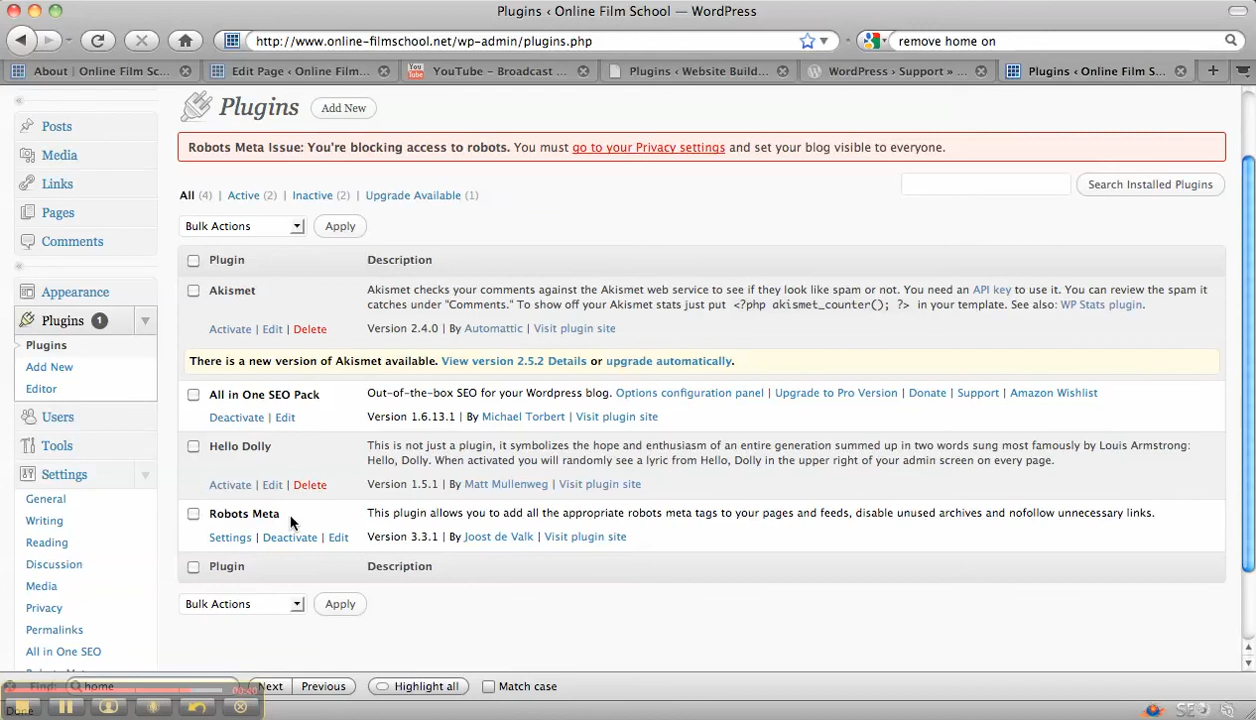 Plugins ‹ Online Film School — WordPress
http://www.online-filmschool.net/wp-admin/plugins.php
remove home on
About | Online Film Sc...
Edit Page ‹ Online Film...
YouTube - Broadcast ...
Plugins ‹ Website Build...
WordPress › Support » ...
Plugins ‹ Online Film S...
Posts
Media
Links
Pages
Comments
Appearance
Plugins 1
Plugins
Add New
Editor
Users
Tools
Settings
General
Writing
Reading
Discussion
Media
Privacy
Permalinks
All in One SEO
Plugins Add New
Robots Meta Issue: You're blocking access to robots. You must go to your Privacy settings and set your blog visible to everyone.
All (4) | Active (2) | Inactive (2) | Upgrade Available (1)
Search Installed Plugins
Bulk Actions Apply
Plugin Description
Akismet
Akismet checks your comments against the Akismet web service to see if they look like spam or not. You need an API key to use it. You can review the spam it
catches under "Comments." To show off your Akismet stats just put <?php akismet_counter(); ?> in your template. See also: WP Stats plugin.
Activate | Edit | Delete
Version 2.4.0 | By Automattic | Visit plugin site
There is a new version of Akismet available. View version 2.5.2 Details or upgrade automatically.
All in One SEO Pack
Out-of-the-box SEO for your Wordpress blog. Options configuration panel | Upgrade to Pro Version | Donate | Support | Amazon Wishlist
Deactivate | Edit
Version 1.6.13.1 | By Michael Torbert | Visit plugin site
Hello Dolly
This is not just a plugin, it symbolizes the hope and enthusiasm of an entire generation summed up in two words sung most famously by Louis Armstrong:
Hello, Dolly. When activated you will randomly see a lyric from Hello, Dolly in the upper right of your admin screen on every page.
Activate | Edit | Delete
Version 1.5.1 | By Matt Mullenweg | Visit plugin site
Robots Meta
This plugin allows you to add all the appropriate robots meta tags to your pages and feeds, disable unused archives and nofollow unnecessary links.
Settings | Deactivate | Edit
Version 3.3.1 | By Joost de Valk | Visit plugin site
Plugin Description
Bulk Actions Apply
Find: home Next Previous Highlight all Match case
Done